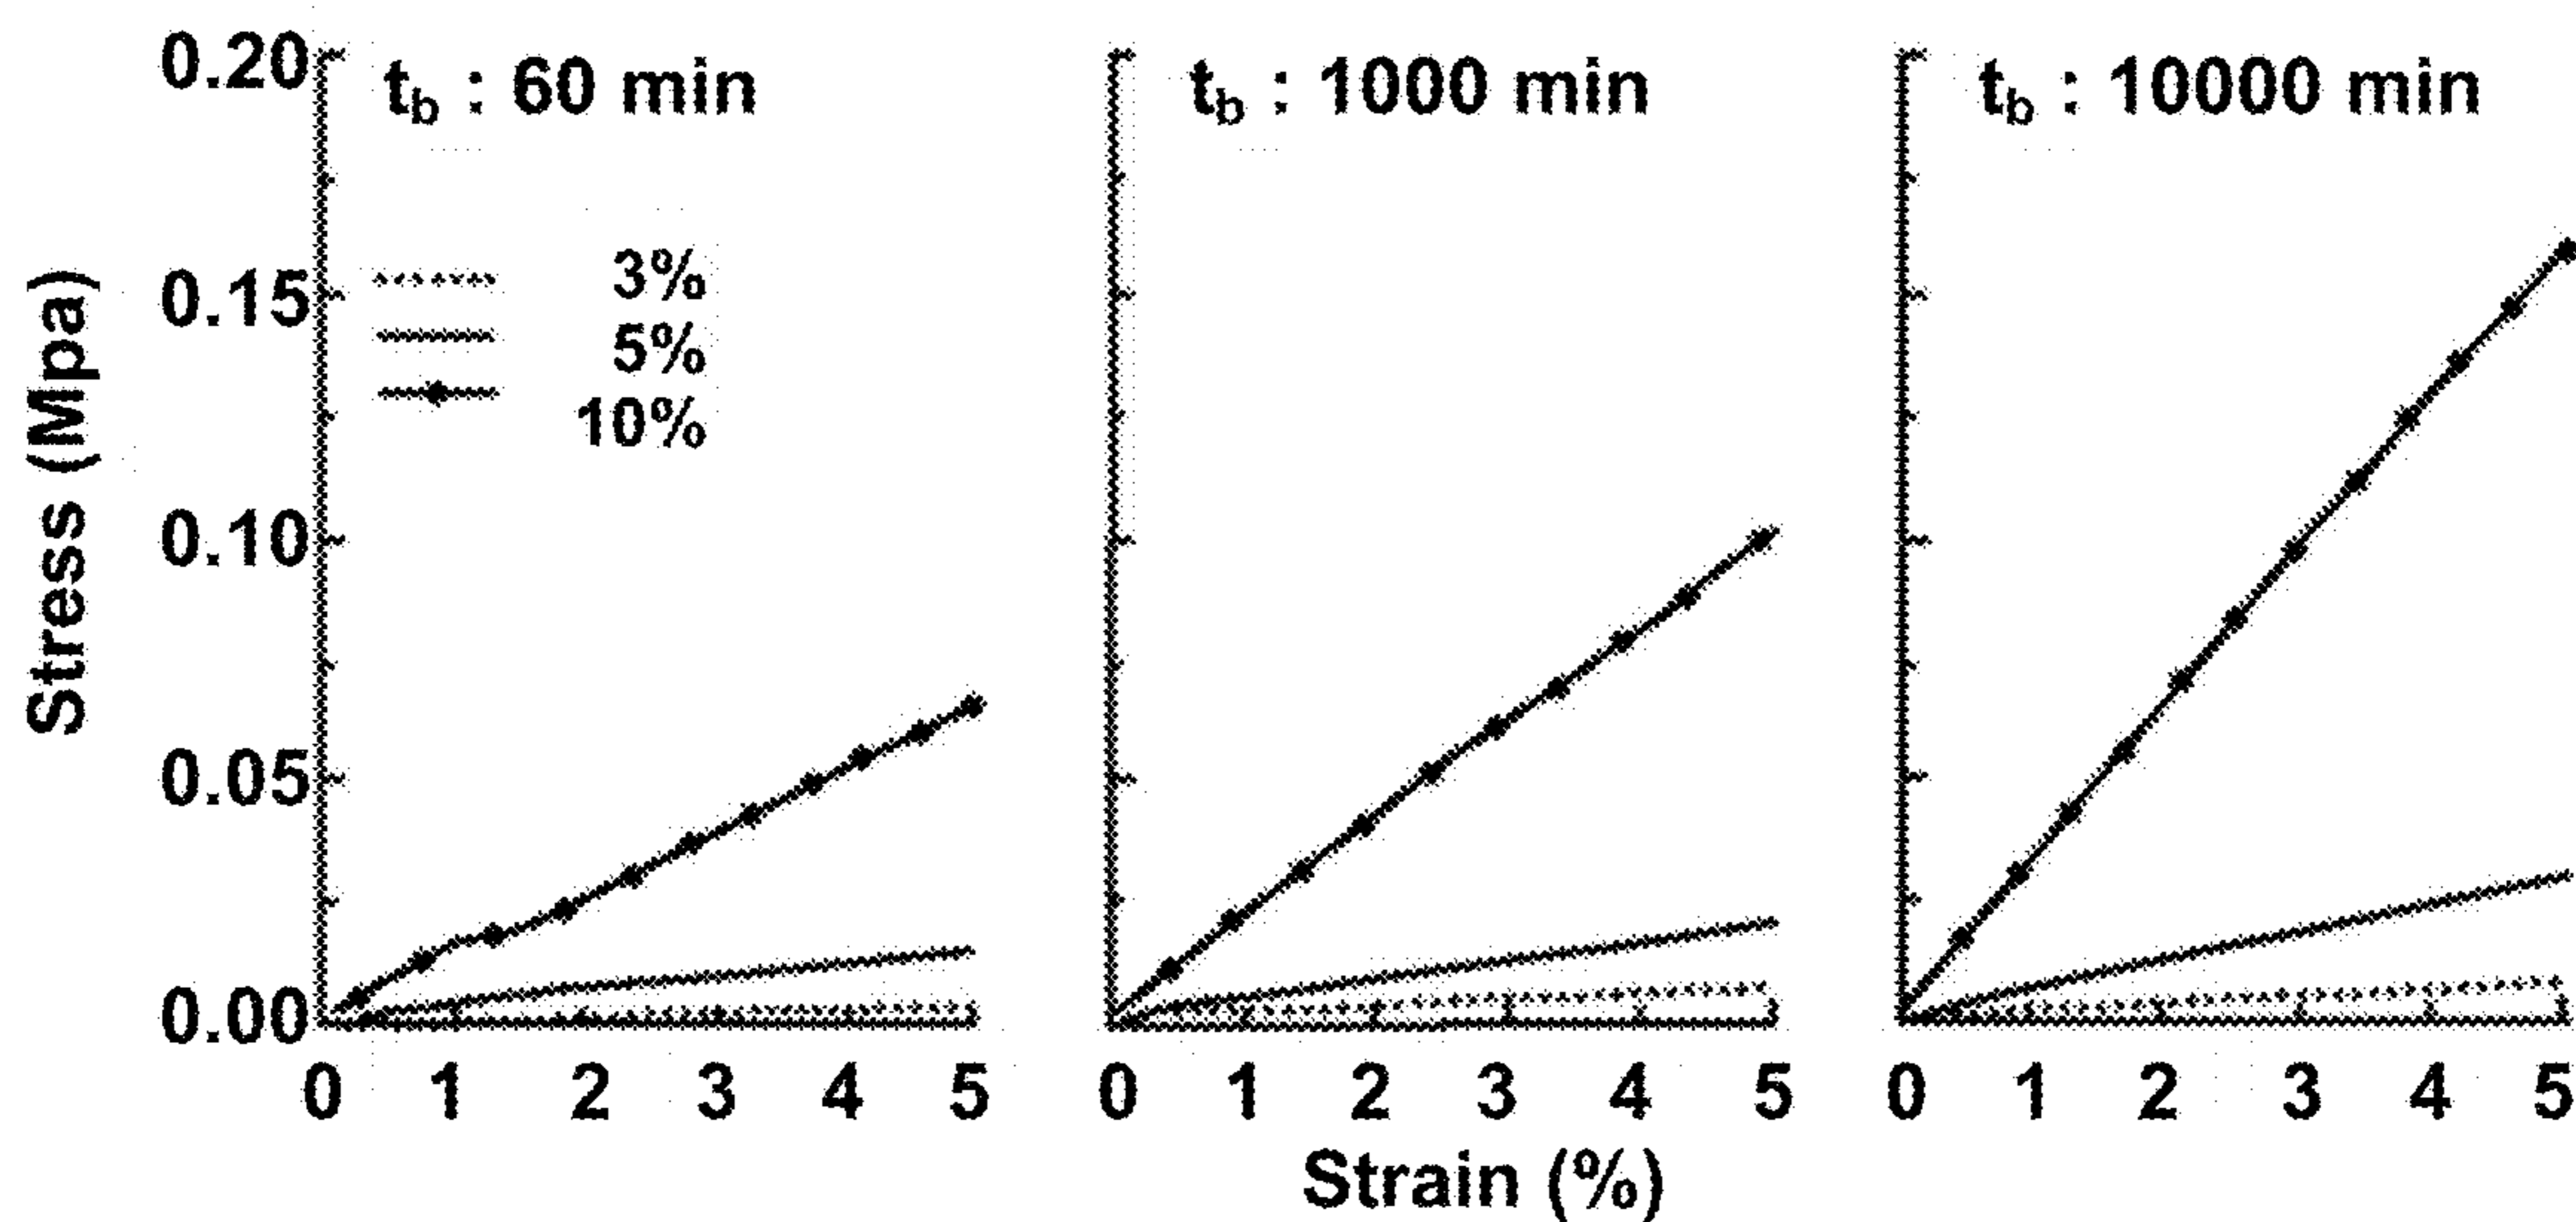 0.20
0.15
0.10
0.05
0.00
Stress (Mpa)
t_b : 60 min
3%
5%
10%
0 1 2 3 4 5
t_b : 1000 min
0 1 2 3 4 5
t_b : 10000 min
0 1 2 3 4 5
Strain (%)